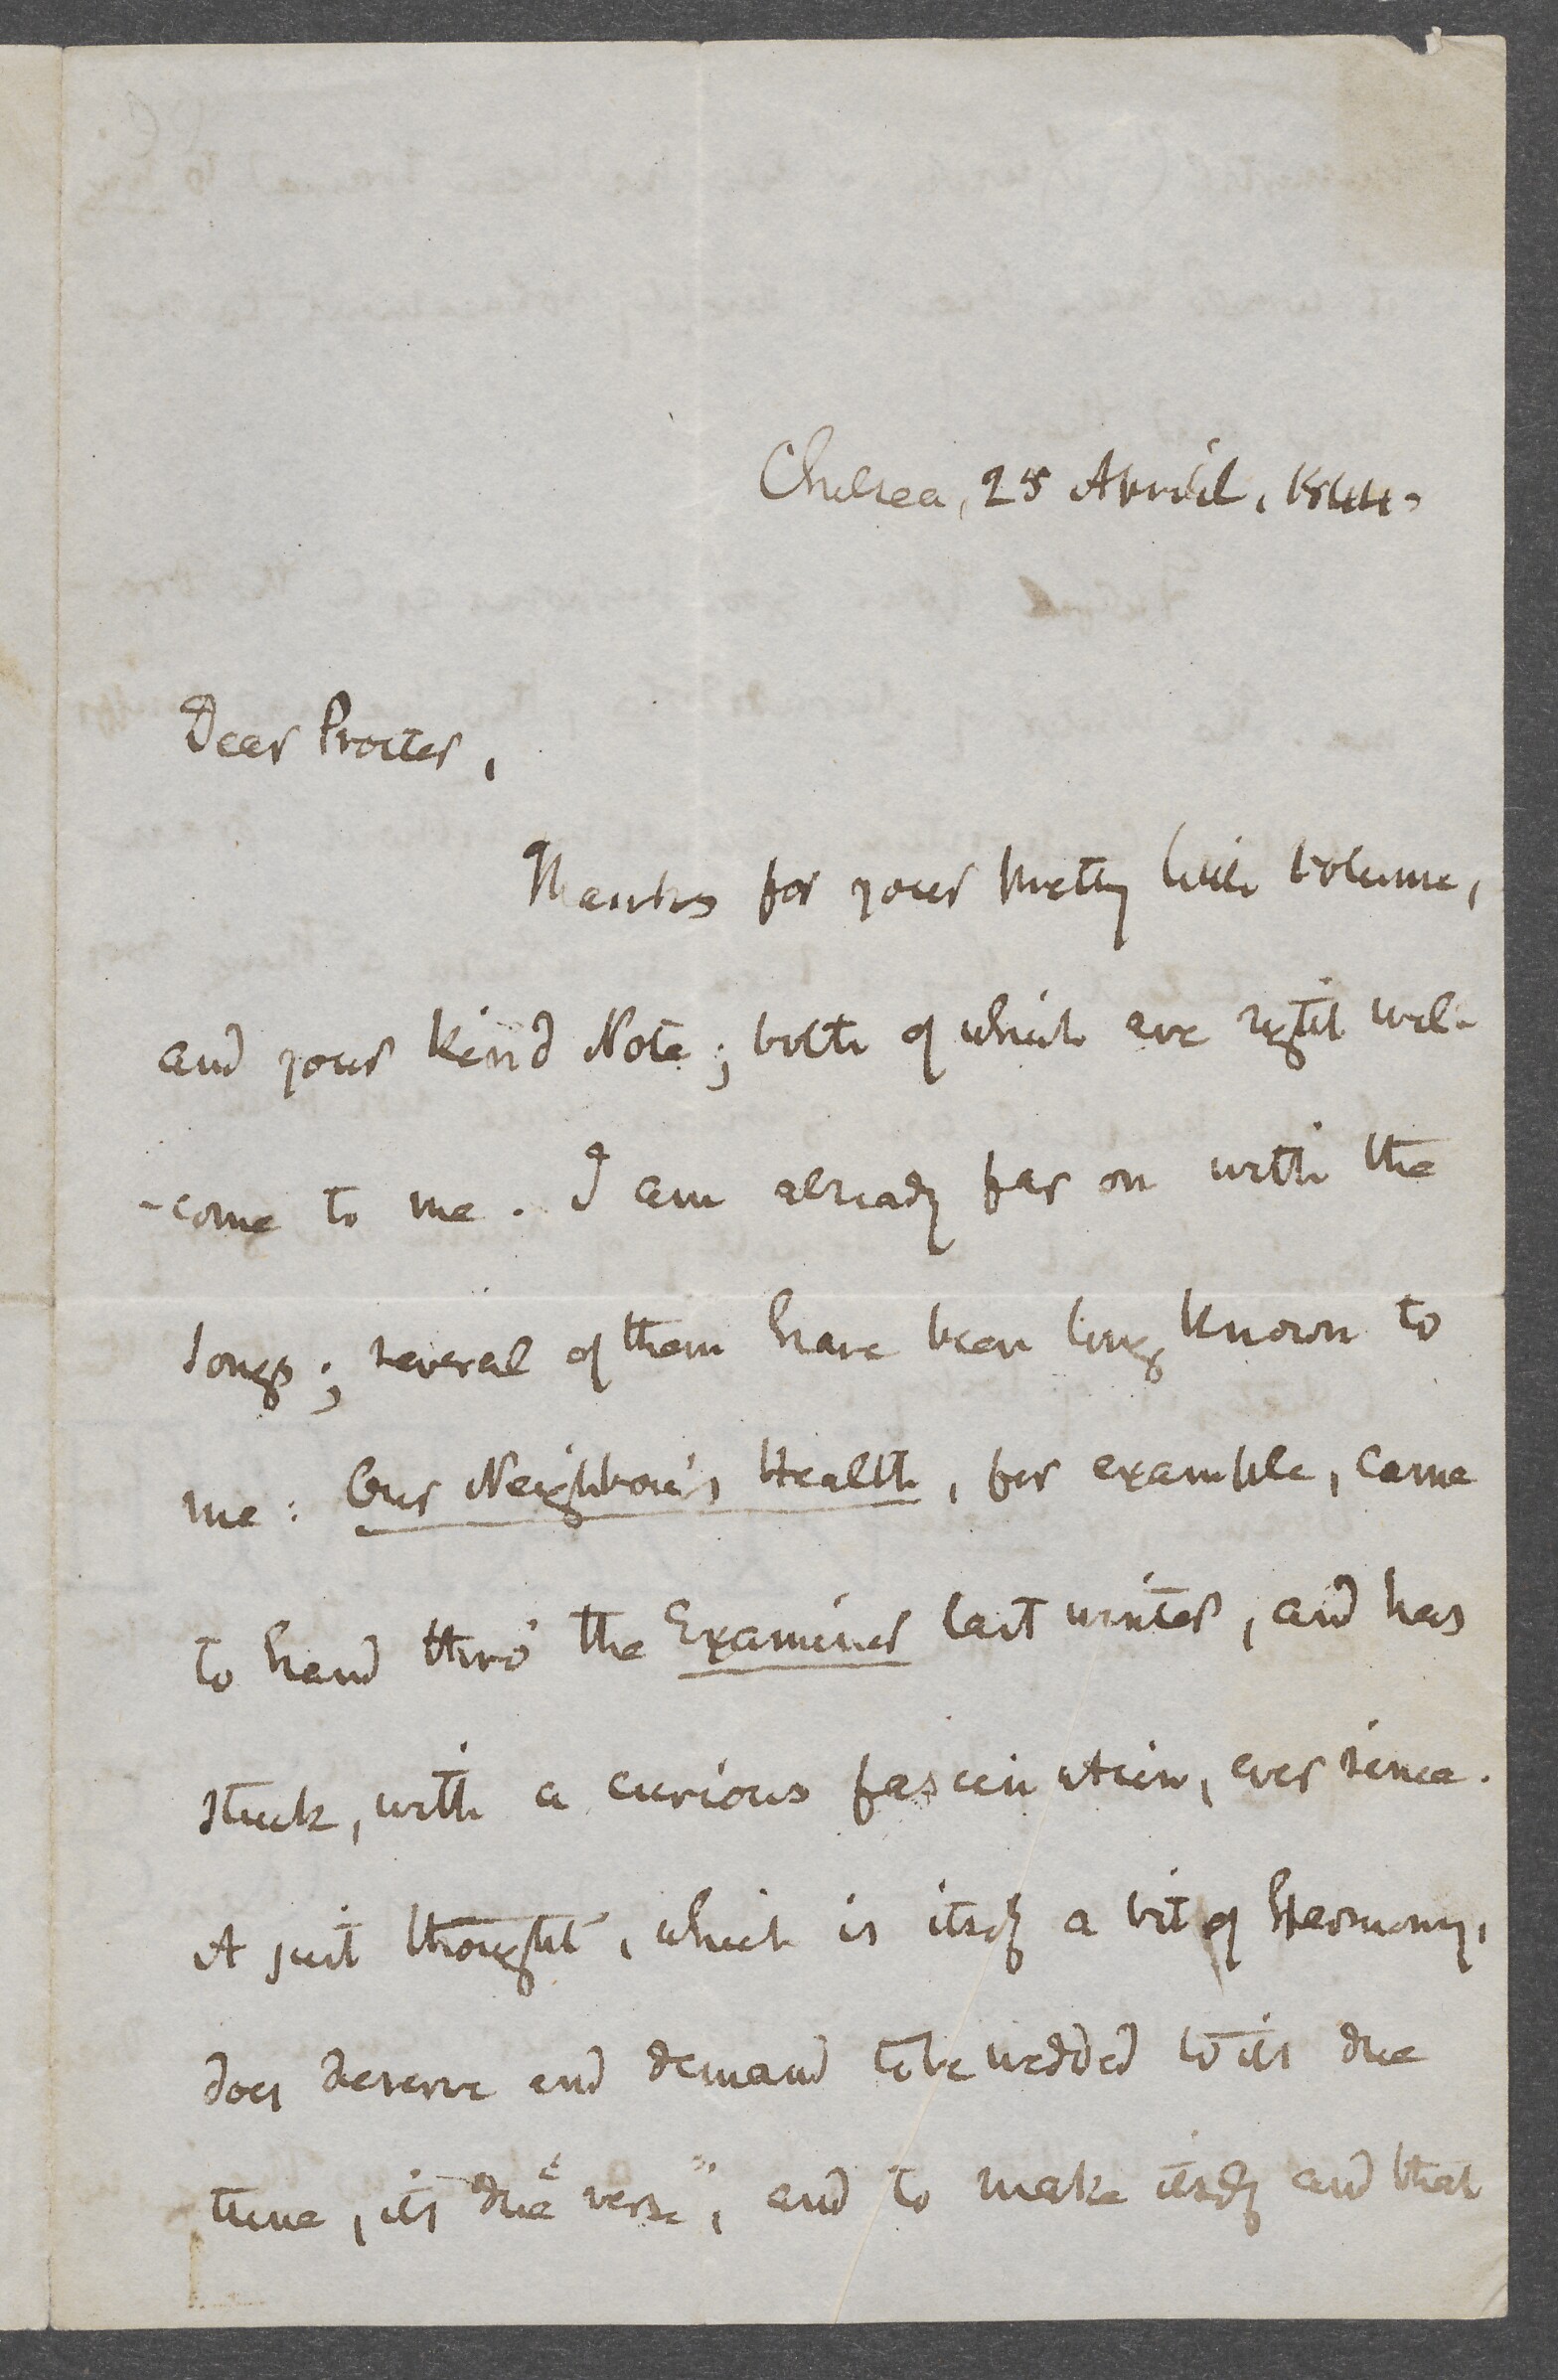 Chelsea, 25 April, 1844.
Dear Procter,
Thanks for your pretty little volume,
and your kind Note; both of which are right wel-
-come to me. I am already far on with the
songs; several of them have been long known to
me: Our Neighbour's Health, for example, came
to hand thro' the Examiner last winter, and has
stuck, with a curious fascination, ever since.
A just thought, which is itself a bit of Harmony,
does deserve and demand to be wedded to its due
tune, its due "verse", and to make itself and that